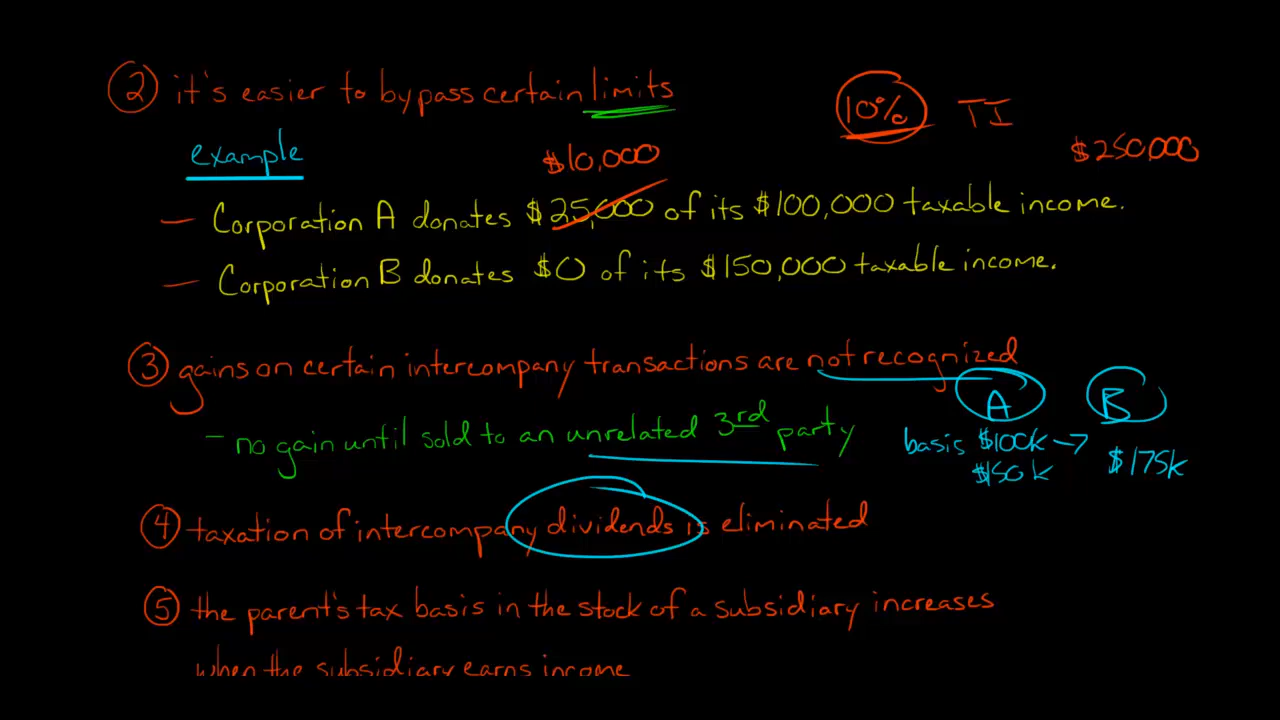 ② it's easier to bypass certain limits
10% TI
$250,000
example
$10,000
— Corporation A donates $25,000 of its $100,000 taxable income.
— Corporation B donates $0 of its $150,000 taxable income.
③ gains on certain intercompany transactions are not recognized
A B
- no gain until sold to an unrelated 3rd party
basis $100k →
$150k
$175k
④ taxation of intercompany dividends is eliminated
⑤ the parent's tax basis in the stock of a subsidiary increases
when the subsidiary earns income